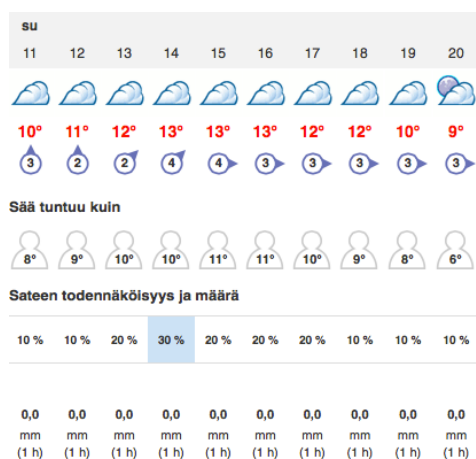 su
11 12 13 14 15 16 17 18 19 20
10° 11° 12° 13° 13° 13° 12° 12° 10° 9°
3 2 2 4 4 3 3 3 3 3
Sää tuntuu kuin
8° 9° 10° 10° 11° 11° 10° 9° 8° 6°
Sateen todennäköisyys ja määrä
10 % 10 % 20 % 30 % 20 % 20 % 20 % 10 % 10 % 10 %
0,0 0,0 0,0 0,0 0,0 0,0 0,0 0,0 0,0 0,0
mm mm mm mm mm mm mm mm mm mm
(1 h) (1 h) (1 h) (1 h) (1 h) (1 h) (1 h) (1 h) (1 h) (1 h)